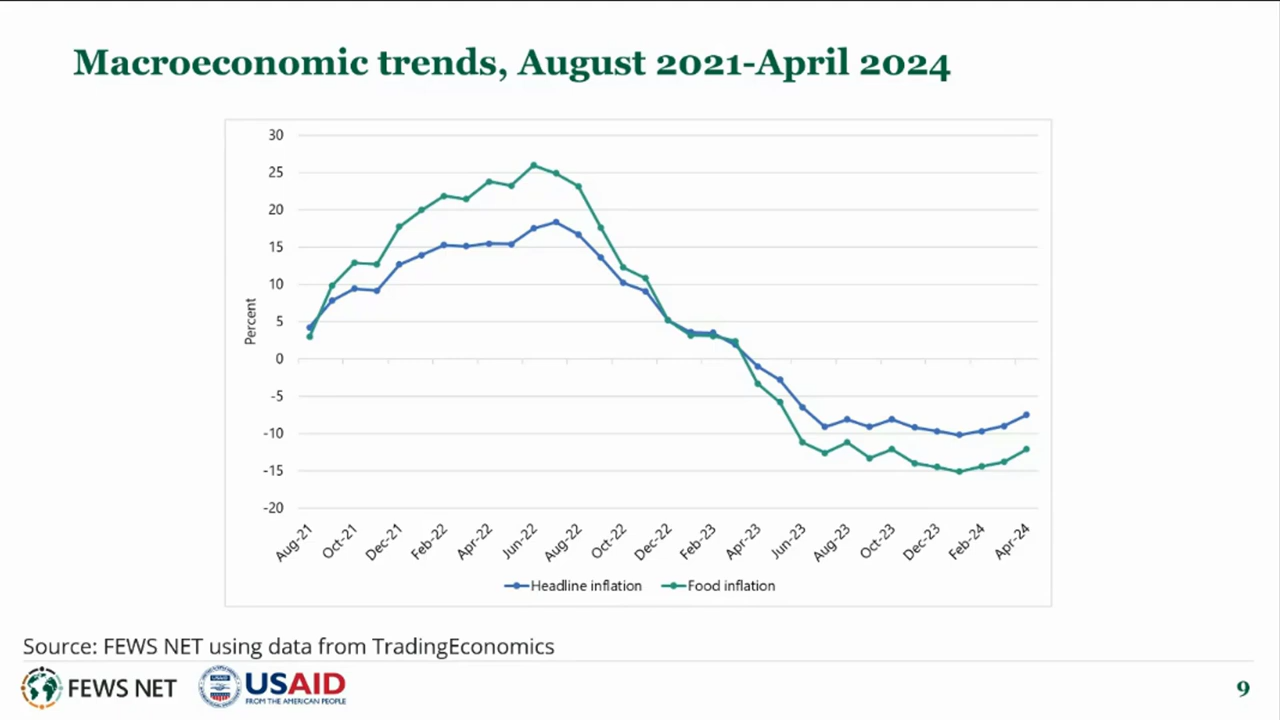 Macroeconomic trends, August 2021-April 2024
30
25
20
15
10
5
0
-5
-10
-15
-20
Percent
Aug-21
Oct-21
Dec-21
Feb-22
Apr-22
Jun-22
Aug-22
Oct-22
Dec-22
Feb-23
Apr-23
Jun-23
Aug-23
Oct-23
Dec-23
Feb-24
Apr-24
Headline inflation
Food inflation
Source: FEWS NET using data from TradingEconomics
FEWS NET
USAID
FROM THE AMERICAN PEOPLE
9